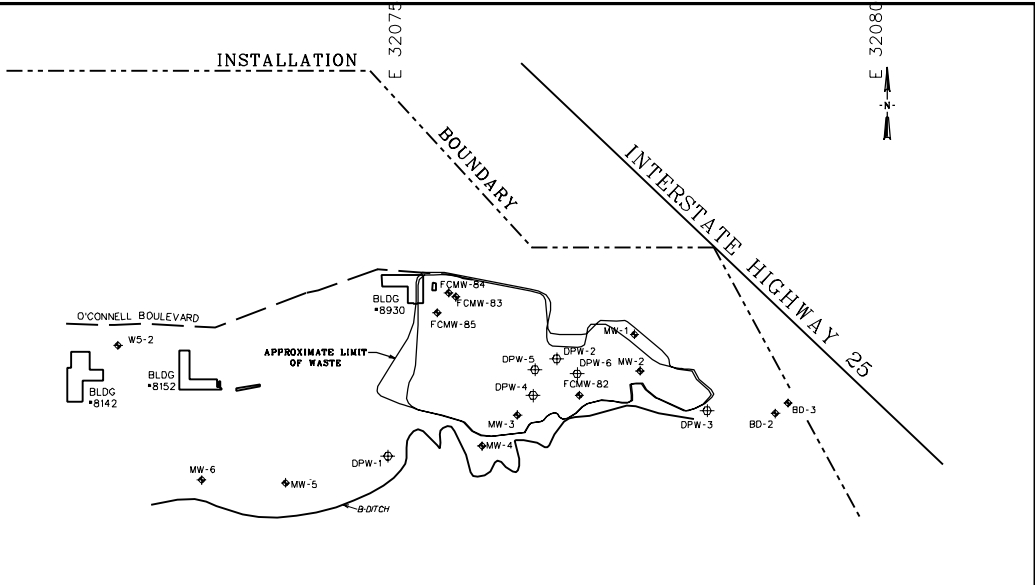 E 32075
E 32080
INSTALLATION
-N-
BOUNDARY
INTERSTATE HIGHWAY 25
BLDG
#8930
FCMW-84
FCMW-83
FCMW-85
O'CONNELL BOULEVARD
W5-2
MW-1
APPROXIMATE LIMIT
OF WASTE
DPW-2
DPW-5
DPW-6
MW-2
BLDG
#8152
BLDG
#8142
DPW-4
FCMW-82
MW-3
DPW-3
BD-3
BD-2
MW-4
DPW-1
MW-6
MW-5
B-DITCH